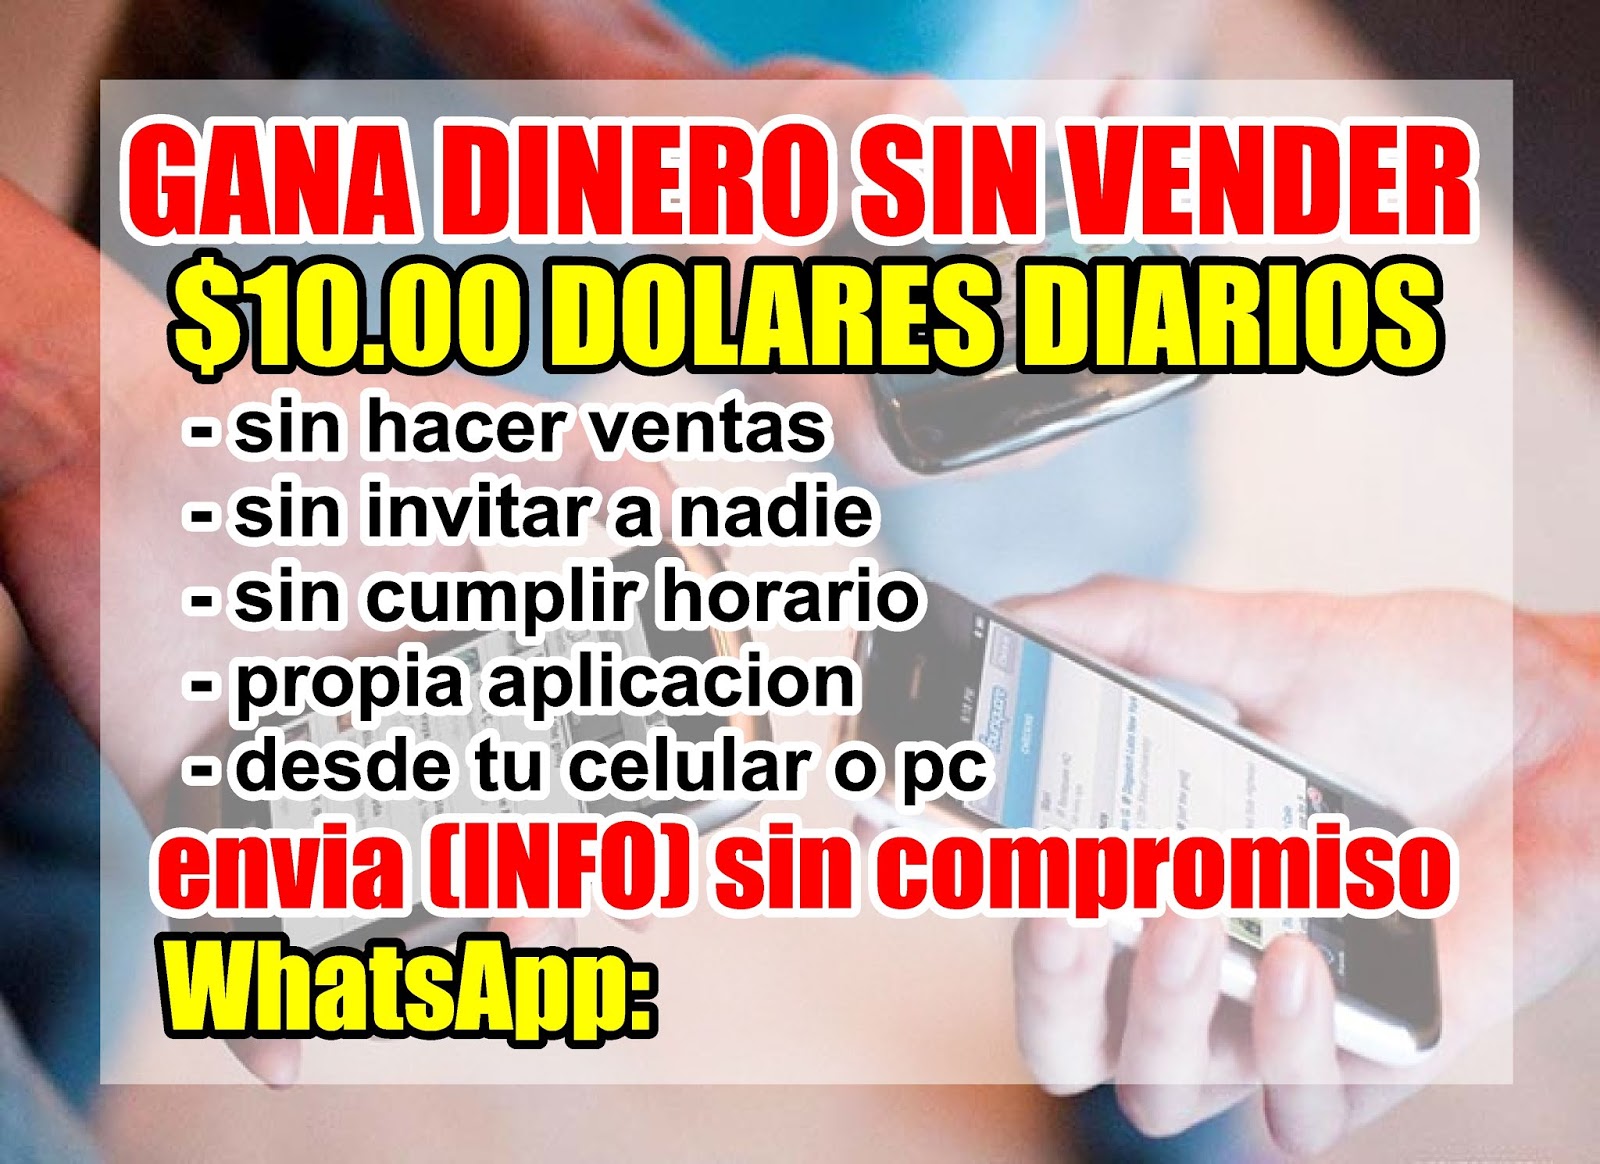 GANA DINERO SIN VENDER
$10.00 DOLARES DIARIOS
- sin hacer ventas
- sin invitar a nadie
- sin cumplir horario
- propia aplicacion
- desde tu celular o pc
envia (INFO) sin compromiso
WhatsApp: